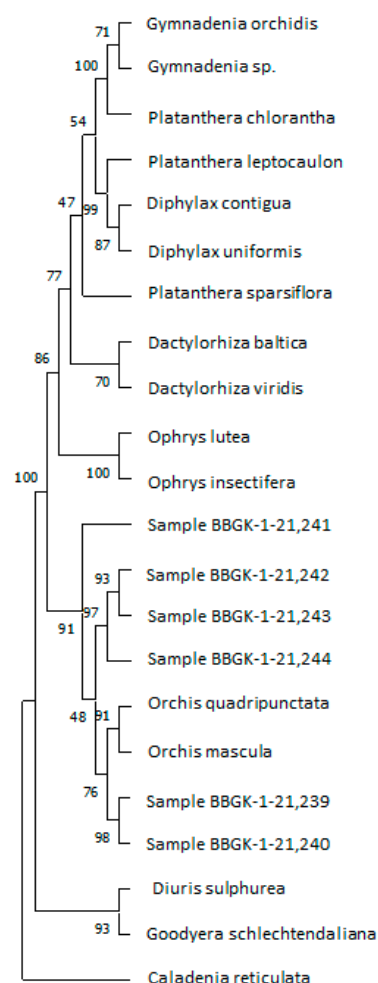 71
Gymnadenia orchidis
100
Gymnadenia sp.
54
Platanthera chlorantha
Platanthera leptocaulon
47
99
Diphylax contigua
87
Diphylax uniformis
77
Platanthera sparsiflora
Dactylorhiza baltica
86
70
Dactylorhiza viridis
Ophrys lutea
100
100
Ophrys insectifera
Sample BBGK-1-21,241
93
Sample BBGK-1-21,242
97
Sample BBGK-1-21,243
91
Sample BBGK-1-21,244
48
91
Orchis quadripunctata
Orchis mascula
76
Sample BBGK-1-21,239
98
Sample BBGK-1-21,240
Diuris sulphurea
93
Goodyera schlechtendaliana
Caladenia reticulata